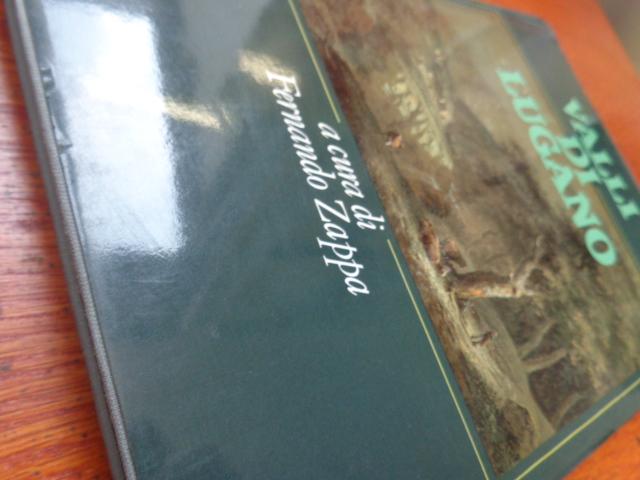 VALLI
DI
LUGANO
a cura di
Fernando Zappa